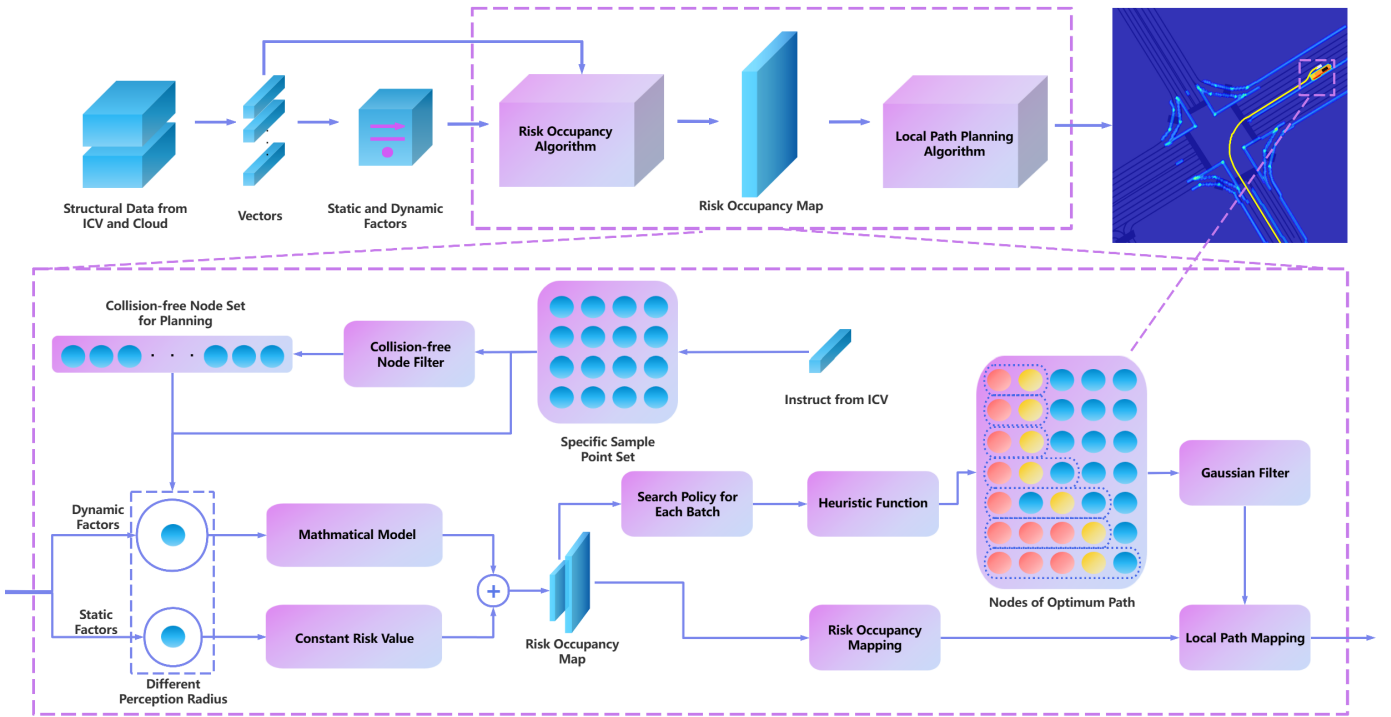 Structural Data from
ICV and Cloud
Vectors
Static and Dynamic
Factors
Risk Occupancy
Algorithm
Risk Occupancy Map
Local Path Planning
Algorithm
Collision-free Node Set
for Planning
Collision-free
Node Filter
Specific Sample
Point Set
Instruct from ICV
Dynamic
Factors
Static
Factors
Different
Perception Radius
Mathmatical Model
Constant Risk Value
+
Risk Occupancy
Map
Search Policy for
Each Batch
Heuristic Function
Nodes of Optimum Path
Gaussian Filter
Risk Occupancy
Mapping
Local Path Mapping